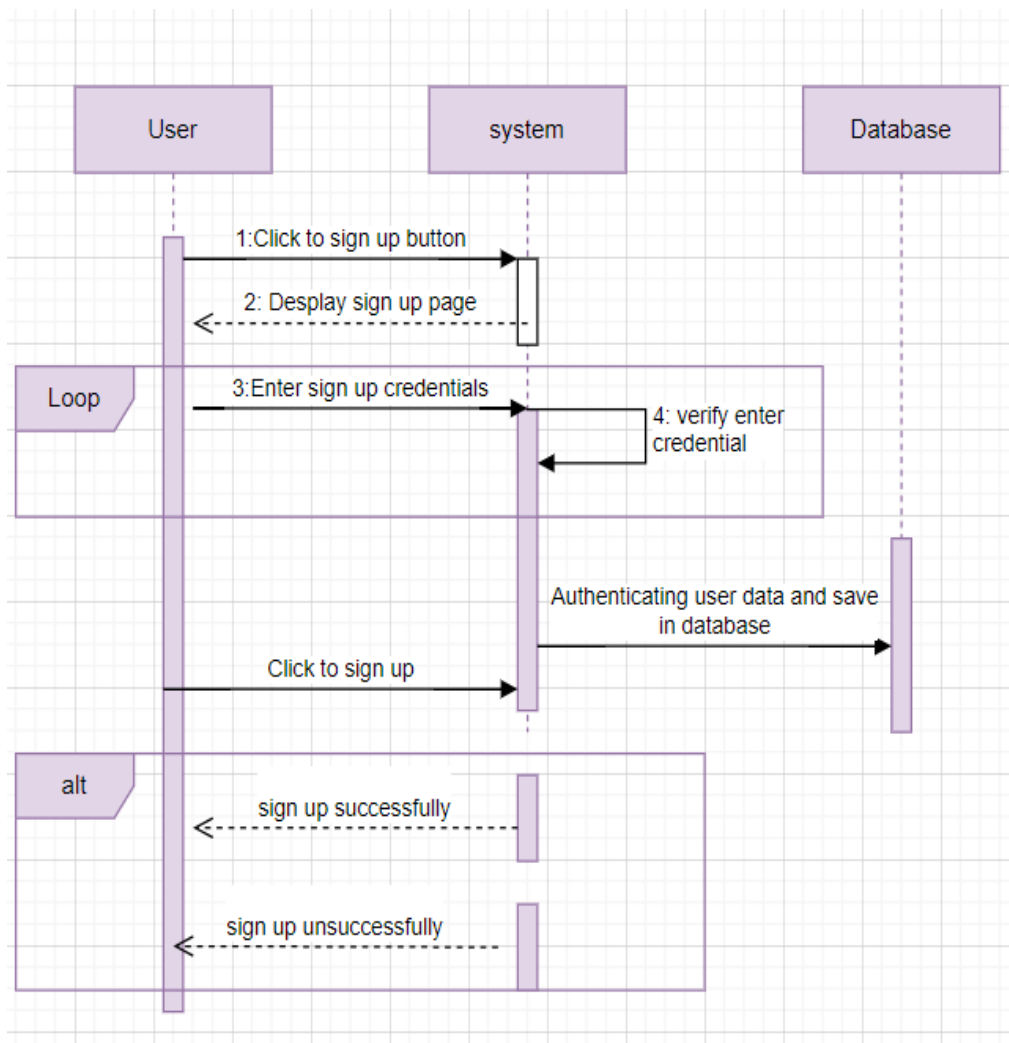 User
system
Database
1:Click to sign up button
2: Desplay sign up page
Loop
3:Enter sign up credentials
4: verify enter
credential
Authenticating user data and save
in database
Click to sign up
alt
sign up successfully
sign up unsuccessfully